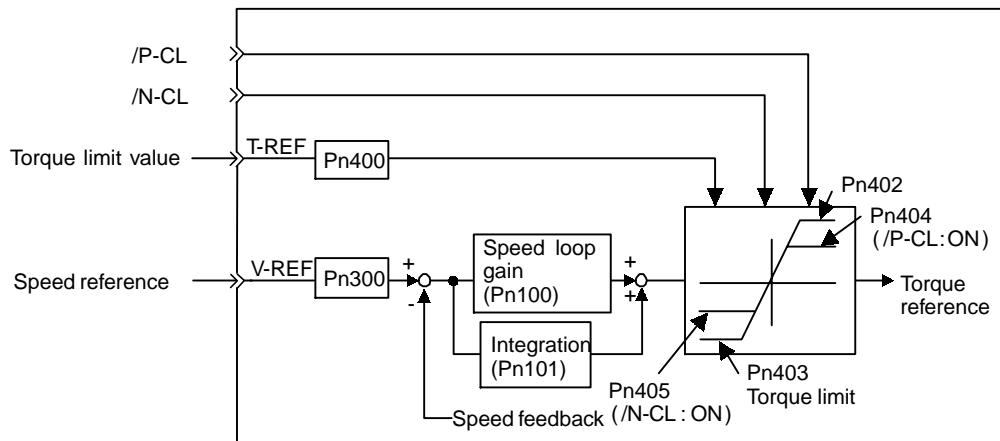 /P-CL
/N-CL
Torque limit value
T-REF
Pn400
Pn402
Pn404
(/P-CL:ON)
Speed reference
V-REF
Pn300
+
-
Speed loop
gain
(Pn100)
+
+
Integration
(Pn101)
Torque
reference
Speed feedback
Pn405
(/N-CL:ON)
Pn403
Torque limit